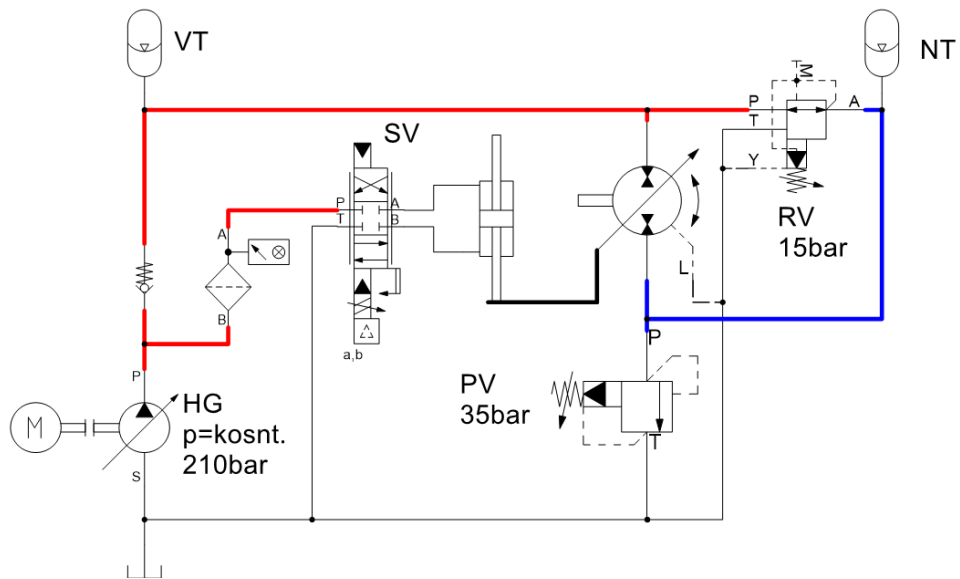 VT
NT
M
P
A
T
SV
Y
P
A
T
B
RV
15bar
A
L
B
a,b
P
P
HG
p=kosnt.
210bar
PV
35bar
M
T
S